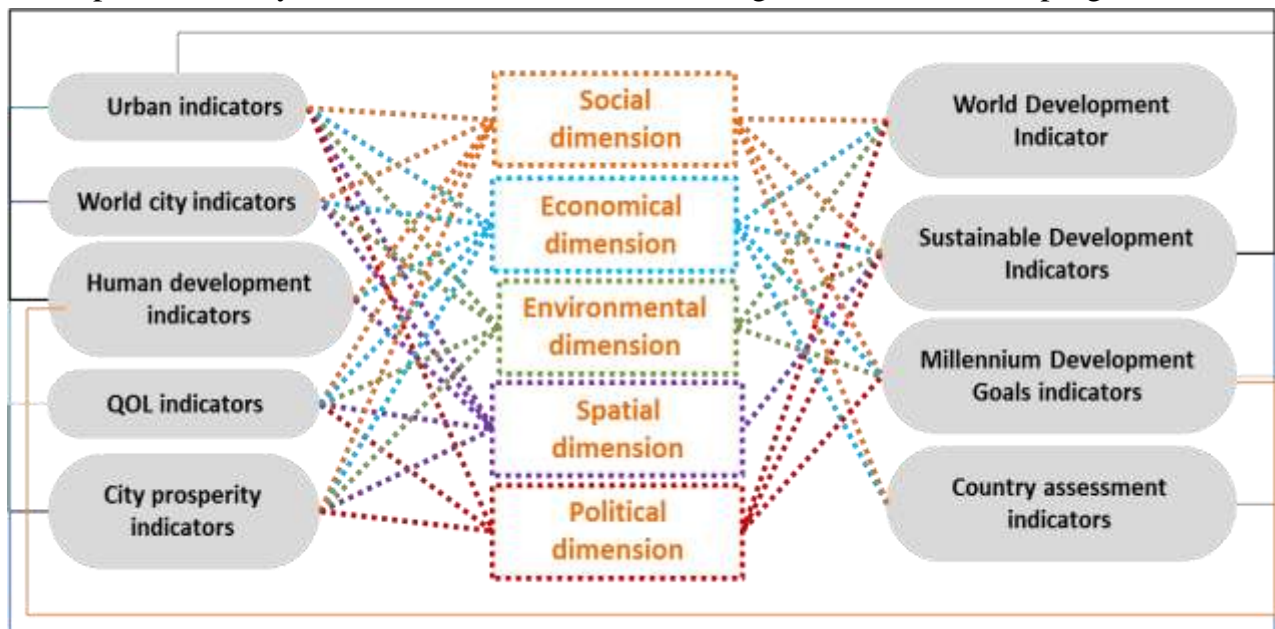 Urban indicators
World city indicators
Human development
indicators
QOL indicators
City prosperity
indicators
Social
dimension
Economical
dimension
Environmental
dimension
Spatial
dimension
Political
dimension
World Development
Indicator
Sustainable Development
Indicators
Millennium Development
Goals indicators
Country assessment
indicators